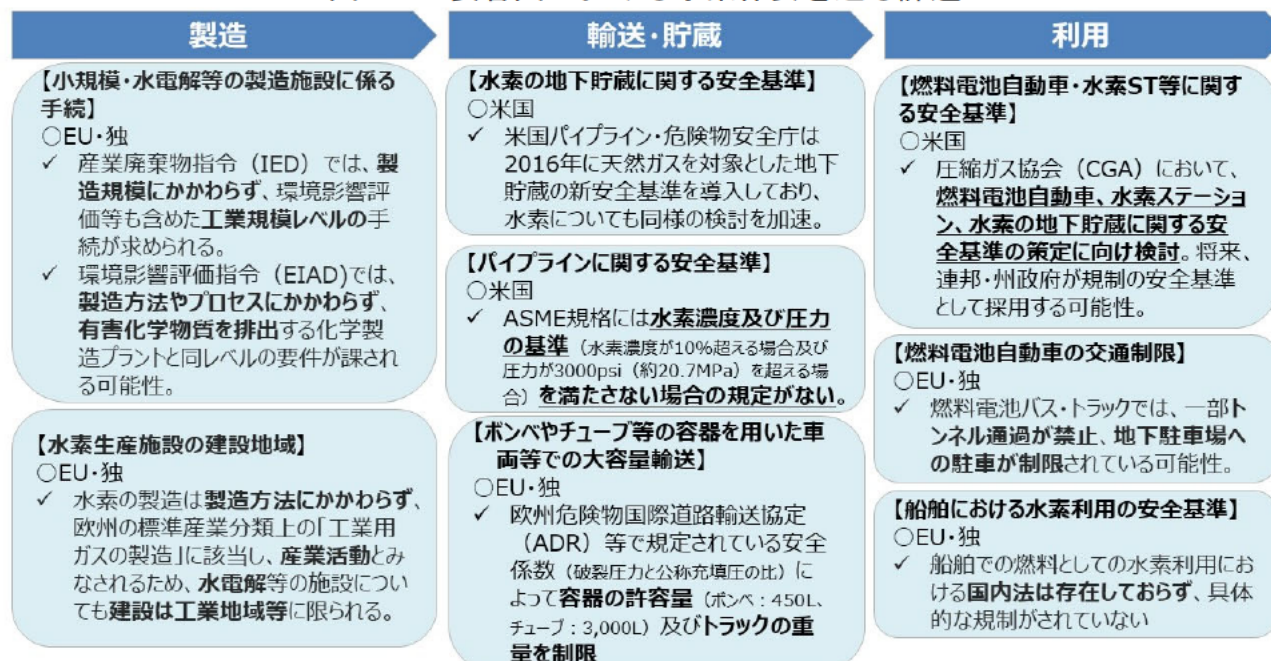 製造
【小規模・水電解等の製造施設に係る
手続】
○EU・独
✓ 産業廃棄物指令（IED）では、製
造規模にかかわらず、環境影響評
価等も含めた工業規模レベルの手
続が求められる。
✓ 環境影響評価指令（EIAD)では、
製造方法やプロセスにかかわらず、
有害化学物質を排出する化学製
造プラントと同レベルの要件が課され
る可能性。
【水素生産施設の建設地域】
○EU・独
✓ 水素の製造は製造方法にかかわらず、
欧州の標準産業分類上の「工業用
ガスの製造」に該当し、産業活動とみ
なされるため、水電解等の施設につい
ても建設は工業地域等に限られる。
輸送・貯蔵
【水素の地下貯蔵に関する安全基準】
○米国
✓ 米国パイプライン・危険物安全庁は
2016年に天然ガスを対象とした地下
貯蔵の新安全基準を導入しており、
水素についても同様の検討を加速。
【パイプラインに関する安全基準】
○米国
✓ ASME規格には水素濃度及び圧力
の基準（水素濃度が10%超える場合及び
圧力が3000psi（約20.7MPa）を超える場
合）を満たさない場合の規定がない。
【ボンベやチューブ等の容器を用いた車
両等での大容量輸送】
○EU・独
✓ 欧州危険物国際道路輸送協定
（ADR）等で規定されている安全
係数（破裂圧力と公称充填圧の比）に
よって容器の許容量（ボンベ：450L、
チューブ：3,000L）及びトラックの重
量を制限
利用
【燃料電池自動車・水素ST等に関す
る安全基準】
○米国
✓ 圧縮ガス協会（CGA）において、
燃料電池自動車、水素ステーショ
ン、水素の地下貯蔵に関する安
全基準の策定に向け検討。将来、
連邦・州政府が規制の安全基準
として採用する可能性。
【燃料電池自動車の交通制限】
○EU・独
✓ 燃料電池バス・トラックでは、一部ト
ンネル通過が禁止、地下駐車場へ
の駐車が制限されている可能性。
【船舶における水素利用の安全基準】
○EU・独
✓ 船舶での燃料としての水素利用にお
ける国内法は存在しておらず、具体
的な規制がされていない